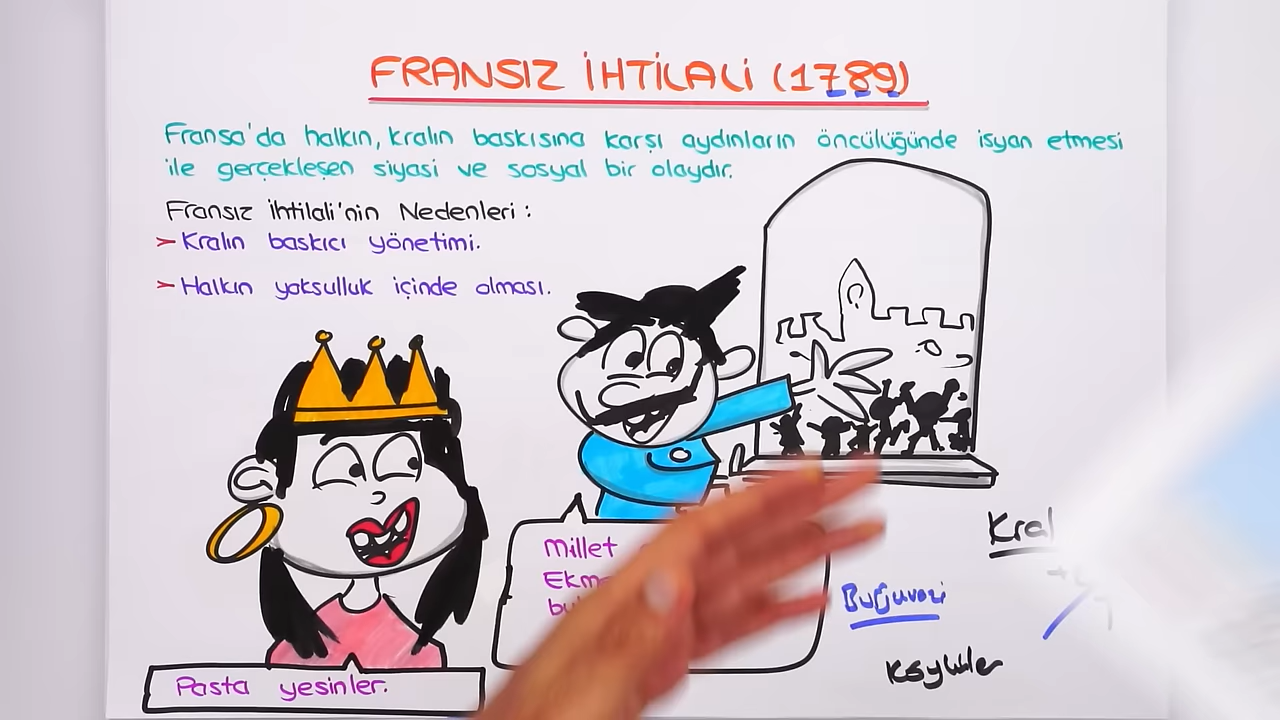 FRANSIZ İHTİLALİ (1789)
Fransa'da halkın, kralın baskısına karşı aydınların öncülüğünde isyan etmesi
ile gerçekleşen siyasi ve sosyal bir olaydır.
Fransız İhtilali'nin Nedenleri :
➢ Kralın baskıcı yönetimi.
➢ Halkın yoksulluk içinde olması.
Millet
Kral
Burjuvazi
Köylüler
Pasta yesinler.